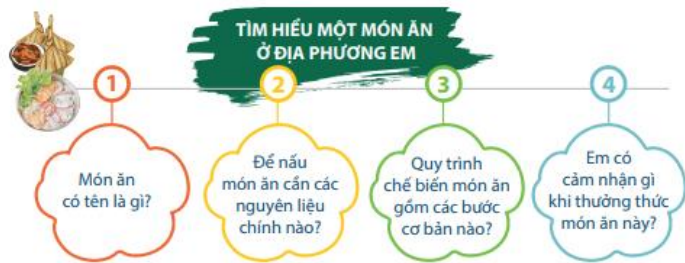 TÌM HIỂU MỘT MÓN ĂN
Ở ĐỊA PHƯƠNG EM
1
Món ăn
có tên là gì?
2
Để nấu
món ăn cần các
nguyên liệu
chính nào?
3
Quy trình
chế biến món ăn
gồm các bước
cơ bản nào?
4
Em có
cảm nhận gì
khi thưởng thức
món ăn này?